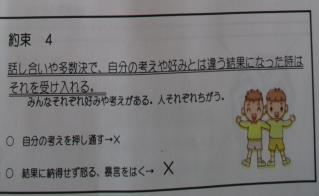 約束　4
話し合いや多数決で、自分の考えや好みとは違う結果になった時は
それを受け入れる。
みんなそれぞれ好みや考えがある。人それぞれちがう。
○　自分の考えを押し通す→×
○　結果に納得せず怒る、暴言をはく→　×